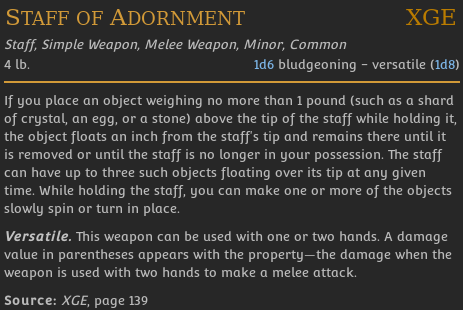 STAFF OF ADORNMENT XGE
Staff, Simple Weapon, Melee Weapon, Minor, Common
4 lb. 1d6 bludgeoning – versatile (1d8)
If you place an object weighing no more than 1 pound (such as a shard
of crystal, an egg, or a stone) above the tip of the staff while holding it,
the object floats an inch from the staff's tip and remains there until it
is removed or until the staff is no longer in your possession. The staff
can have up to three such objects floating over its tip at any given
time. While holding the staff, you can make one or more of the objects
slowly spin or turn in place.
Versatile. This weapon can be used with one or two hands. A damage
value in parentheses appears with the property—the damage when the
weapon is used with two hands to make a melee attack.
Source: XGE, page 139